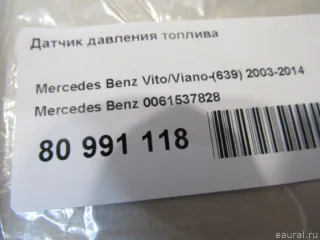 Датчик давления топлива
Mercedes Benz Vito/Viano-(639) 2003-2014
Mercedes Benz 0061537828
80 991 118
eaural.ru